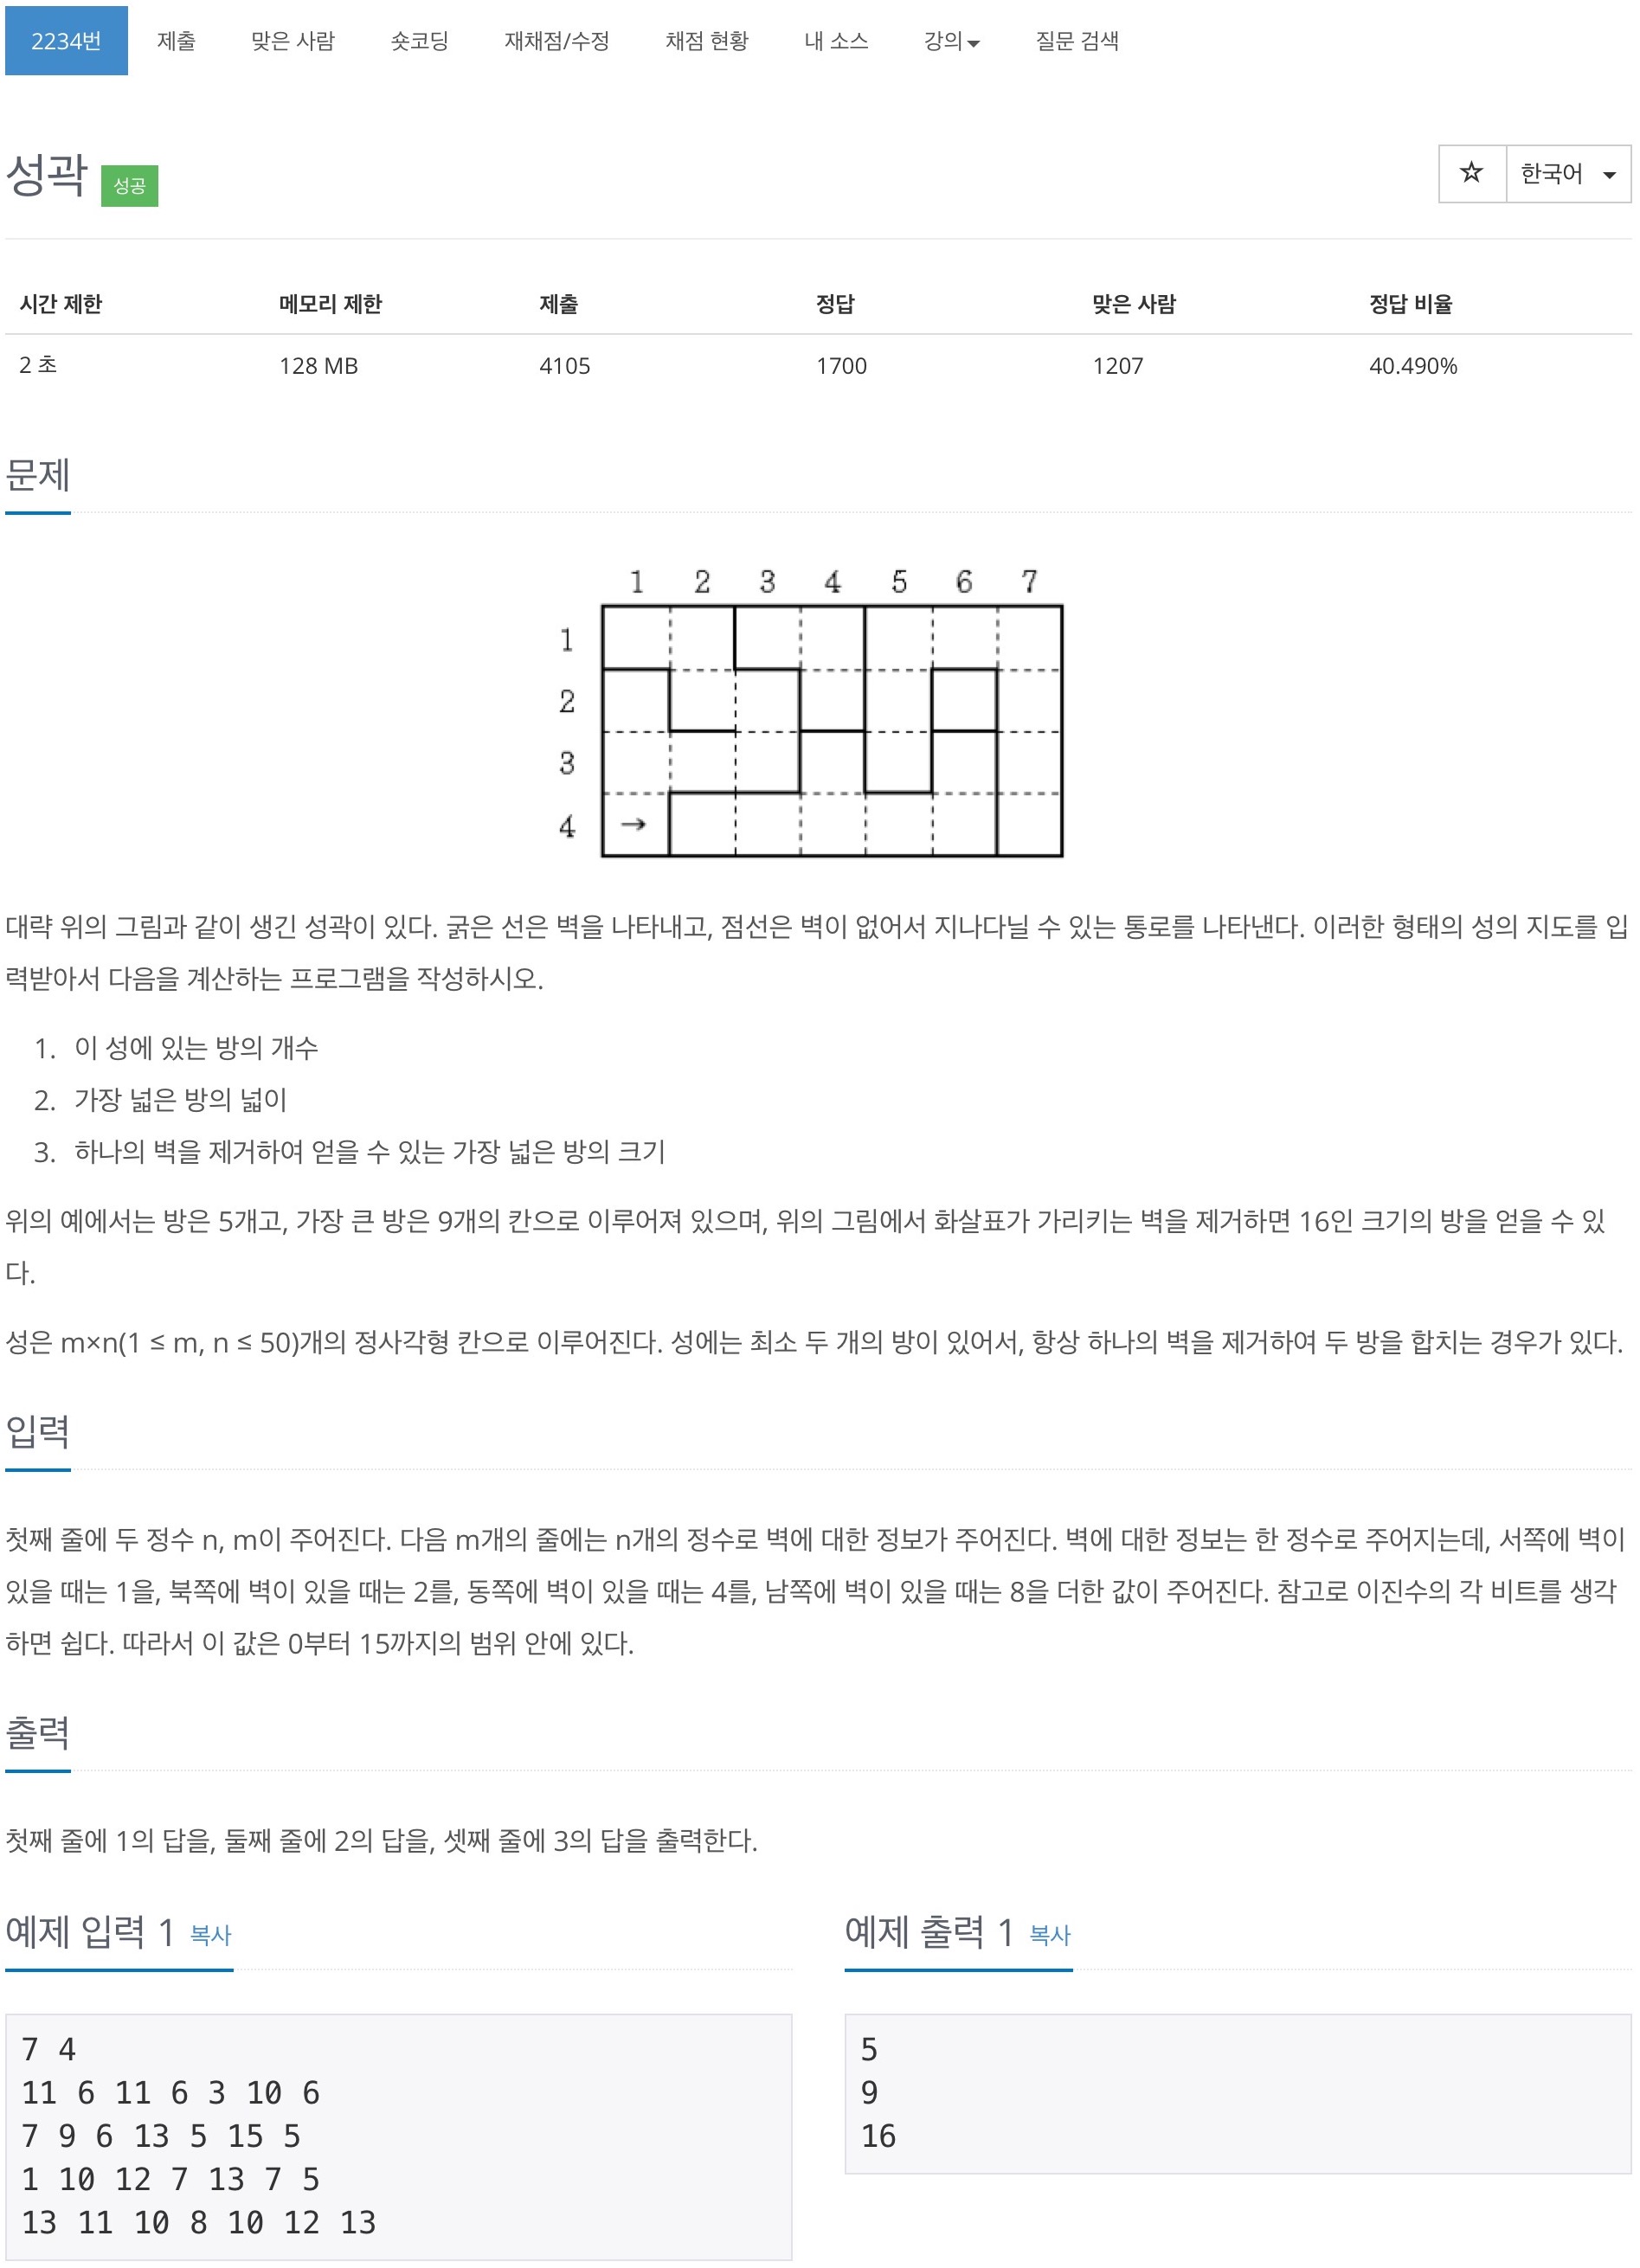 2234번 제출 맞은 사람 숏코딩 재채점/수정 채점 현황 내 소스 강의 질문 검색
성곽 성공
☆ 한국어
시간 제한 메모리 제한 제출 정답 맞은 사람 정답 비율
2 초 128 MB 4105 1700 1207 40.490%
문제
1 2 3 4 5 6 7
1
2
3
4 →
대략 위의 그림과 같이 생긴 성곽이 있다. 굵은 선은 벽을 나타내고, 점선은 벽이 없어서 지나다닐 수 있는 통로를 나타낸다. 이러한 형태의 성의 지도를 입
력받아서 다음을 계산하는 프로그램을 작성하시오.
1. 이 성에 있는 방의 개수
2. 가장 넓은 방의 넓이
3. 하나의 벽을 제거하여 얻을 수 있는 가장 넓은 방의 크기
위의 예에서는 방은 5개고, 가장 큰 방은 9개의 칸으로 이루어져 있으며, 위의 그림에서 화살표가 가리키는 벽을 제거하면 16인 크기의 방을 얻을 수 있
다.
성은 m×n(1 ≤ m, n ≤ 50)개의 정사각형 칸으로 이루어진다. 성에는 최소 두 개의 방이 있어서, 항상 하나의 벽을 제거하여 두 방을 합치는 경우가 있다.
입력
첫째 줄에 두 정수 n, m이 주어진다. 다음 m개의 줄에는 n개의 정수로 벽에 대한 정보가 주어진다. 벽에 대한 정보는 한 정수로 주어지는데, 서쪽에 벽이
있을 때는 1을, 북쪽에 벽이 있을 때는 2를, 동쪽에 벽이 있을 때는 4를, 남쪽에 벽이 있을 때는 8을 더한 값이 주어진다. 참고로 이진수의 각 비트를 생각
하면 쉽다. 따라서 이 값은 0부터 15까지의 범위 안에 있다.
출력
첫째 줄에 1의 답을, 둘째 줄에 2의 답을, 셋째 줄에 3의 답을 출력한다.
예제 입력 1 복사
7 4
11 6 11 6 3 10 6
7 9 6 13 5 15 5
1 10 12 7 13 7 5
13 11 10 8 10 12 13
예제 출력 1 복사
5
9
16